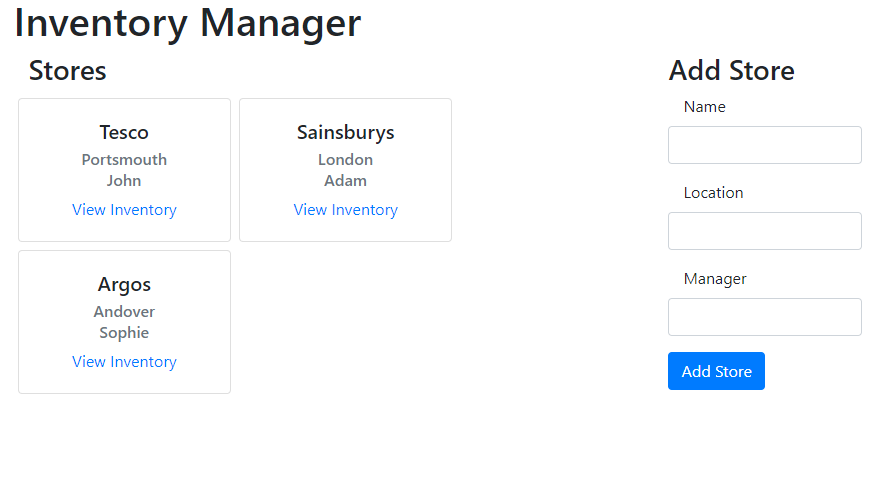 Inventory Manager
Stores
Tesco
Portsmouth
John
View Inventory
Sainsburys
London
Adam
View Inventory
Argos
Andover
Sophie
View Inventory
Add Store
Name
Location
Manager
Add Store